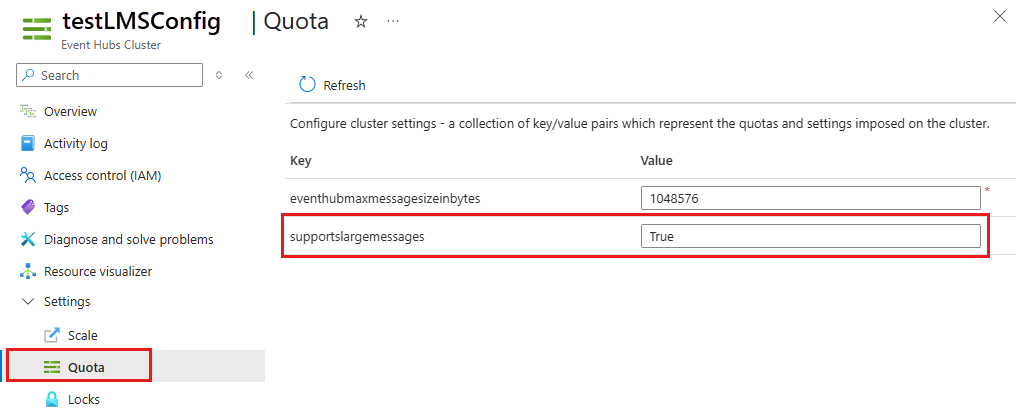 testLMSConfig | Quota ☆ ...
Event Hubs Cluster
Search
Refresh
Overview
Activity log
Access control (IAM)
Tags
Diagnose and solve problems
Resource visualizer
Settings
Scale
Quota
Locks
Configure cluster settings - a collection of key/value pairs which represent the quotas and settings imposed on the cluster.
Key Value
eventhubmaxmessagesizeinbytes 1048576 *
supportslargemessages True